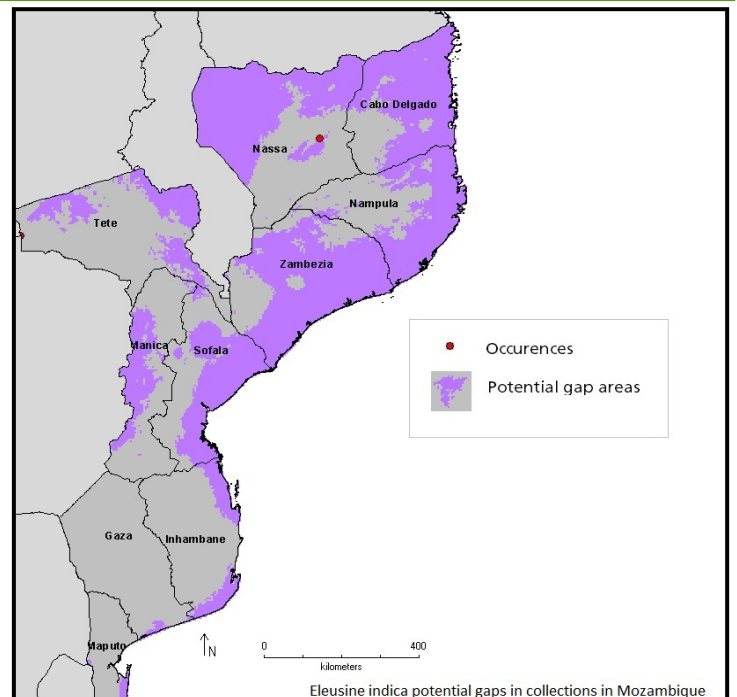 Cabo Delgado
Nassa
Nampula
Tete
Zambezia
Manica
Sofala
Occurences
Potential gap areas
Gaza
Inhambane
Maputo
N
0 400
kilometers
Eleusine indica potential gaps in collections in Mozambique